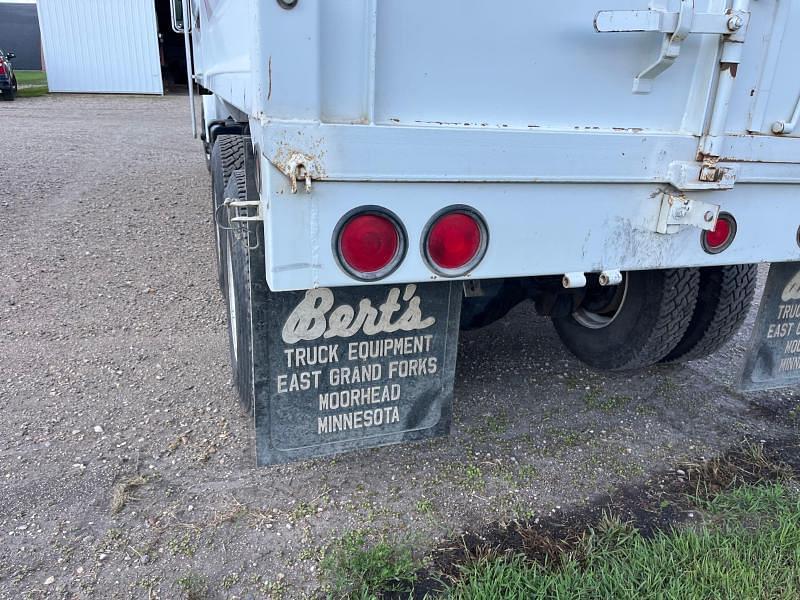 Bert's
TRUCK EQUIPMENT
EAST GRAND FORKS
MOORHEAD
MINNESOTA